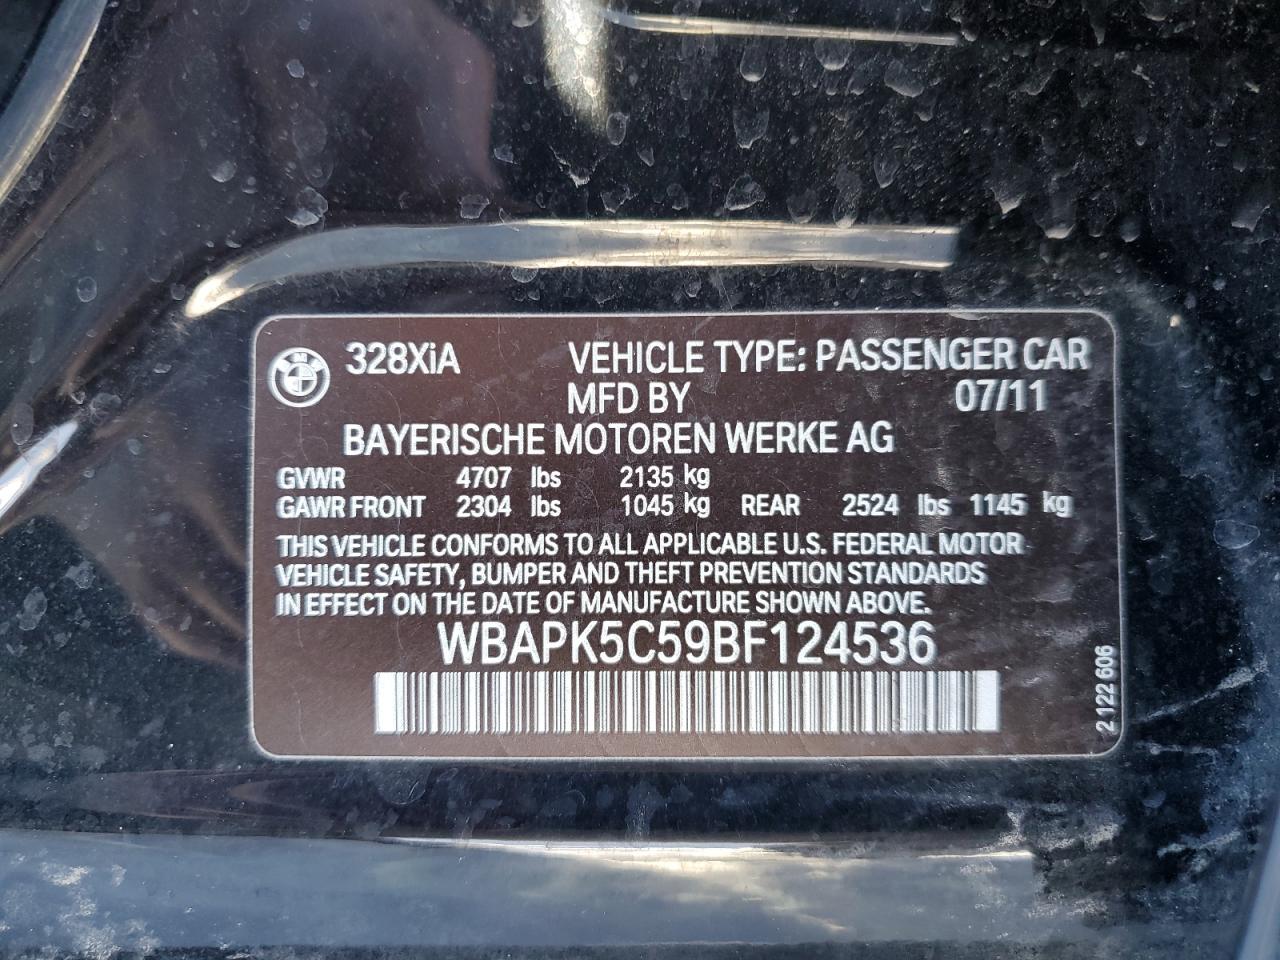 328XiA VEHICLE TYPE: PASSENGER CAR
MFD BY 07/11
BAYERISCHE MOTOREN WERKE AG
GVWR 4707 lbs 2135 kg
GAWR FRONT 2304 lbs 1045 kg REAR 2524 lbs 1145 kg
THIS VEHICLE CONFORMS TO ALL APPLICABLE U.S. FEDERAL MOTOR
VEHICLE SAFETY, BUMPER AND THEFT PREVENTION STANDARDS
IN EFFECT ON THE DATE OF MANUFACTURE SHOWN ABOVE.
WBAPK5C59BF124536
2 122 606
BMW